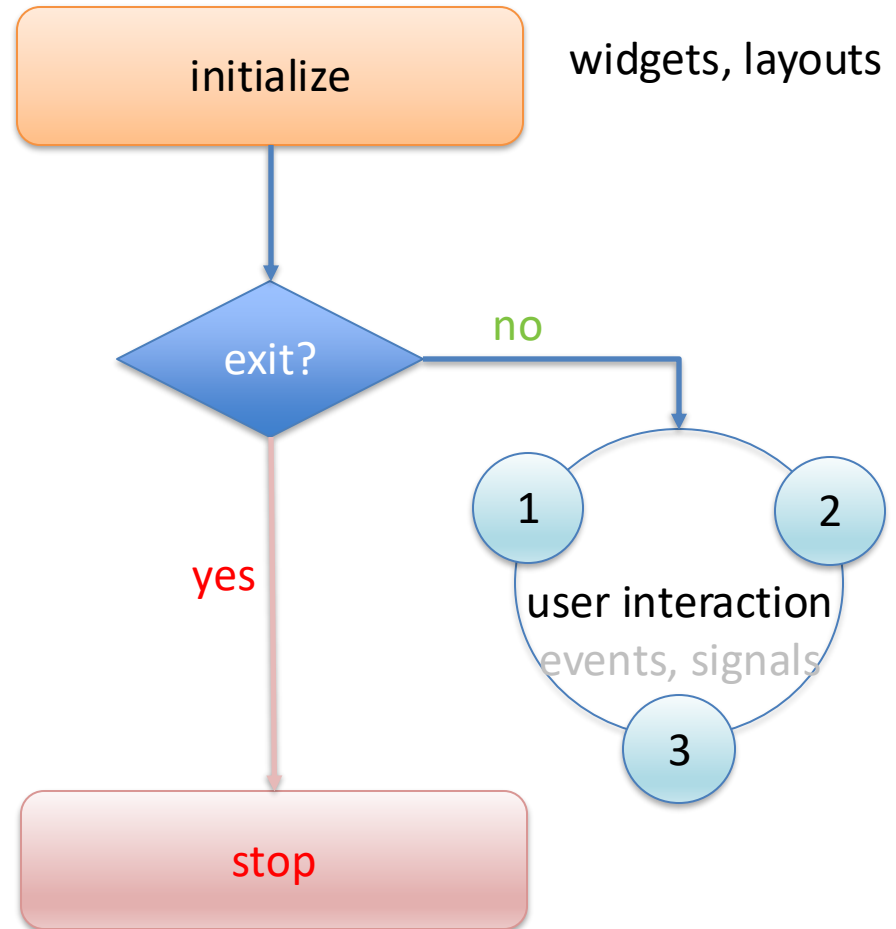 initialize
widgets, layouts
exit?
no
1
2
yes
user interaction
events, signals
3
stop